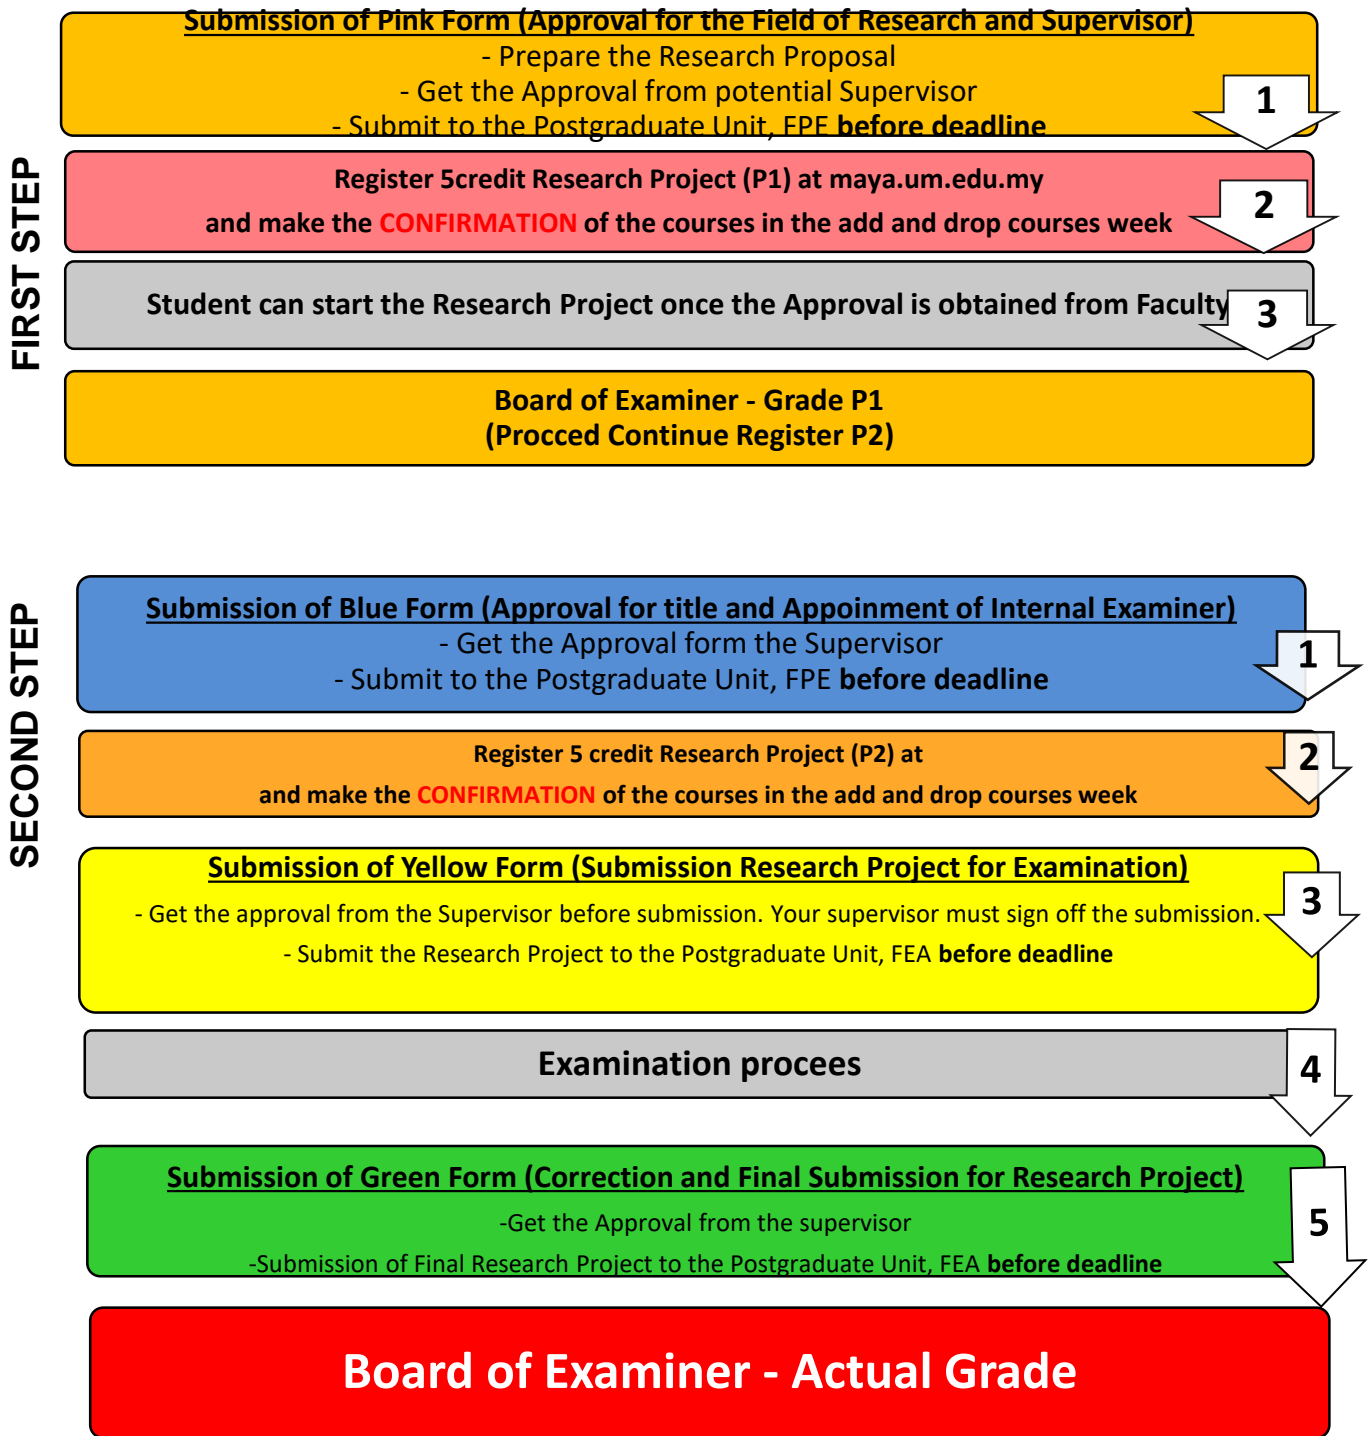 FIRST STEP
Submission of Pink Form (Approval for the Field of Research and Supervisor)
- Prepare the Research Proposal
- Get the Approval from potential Supervisor
- Submit to the Postgraduate Unit, FPE before deadline
1
Register 5credit Research Project (P1) at maya.um.edu.my
and make the CONFIRMATION of the courses in the add and drop courses week
2
Student can start the Research Project once the Approval is obtained from Faculty
3
Board of Examiner - Grade P1
(Procced Continue Register P2)
SECOND STEP
Submission of Blue Form (Approval for title and Appoinment of Internal Examiner)
- Get the Approval form the Supervisor
- Submit to the Postgraduate Unit, FPE before deadline
1
Register 5 credit Research Project (P2) at
and make the CONFIRMATION of the courses in the add and drop courses week
2
Submission of Yellow Form (Submission Research Project for Examination)
- Get the approval from the Supervisor before submission. Your supervisor must sign off the submission.
- Submit the Research Project to the Postgraduate Unit, FEA before deadline
3
Examination procees
4
Submission of Green Form (Correction and Final Submission for Research Project)
-Get the Approval from the supervisor
-Submission of Final Research Project to the Postgraduate Unit, FEA before deadline
5
Board of Examiner - Actual Grade